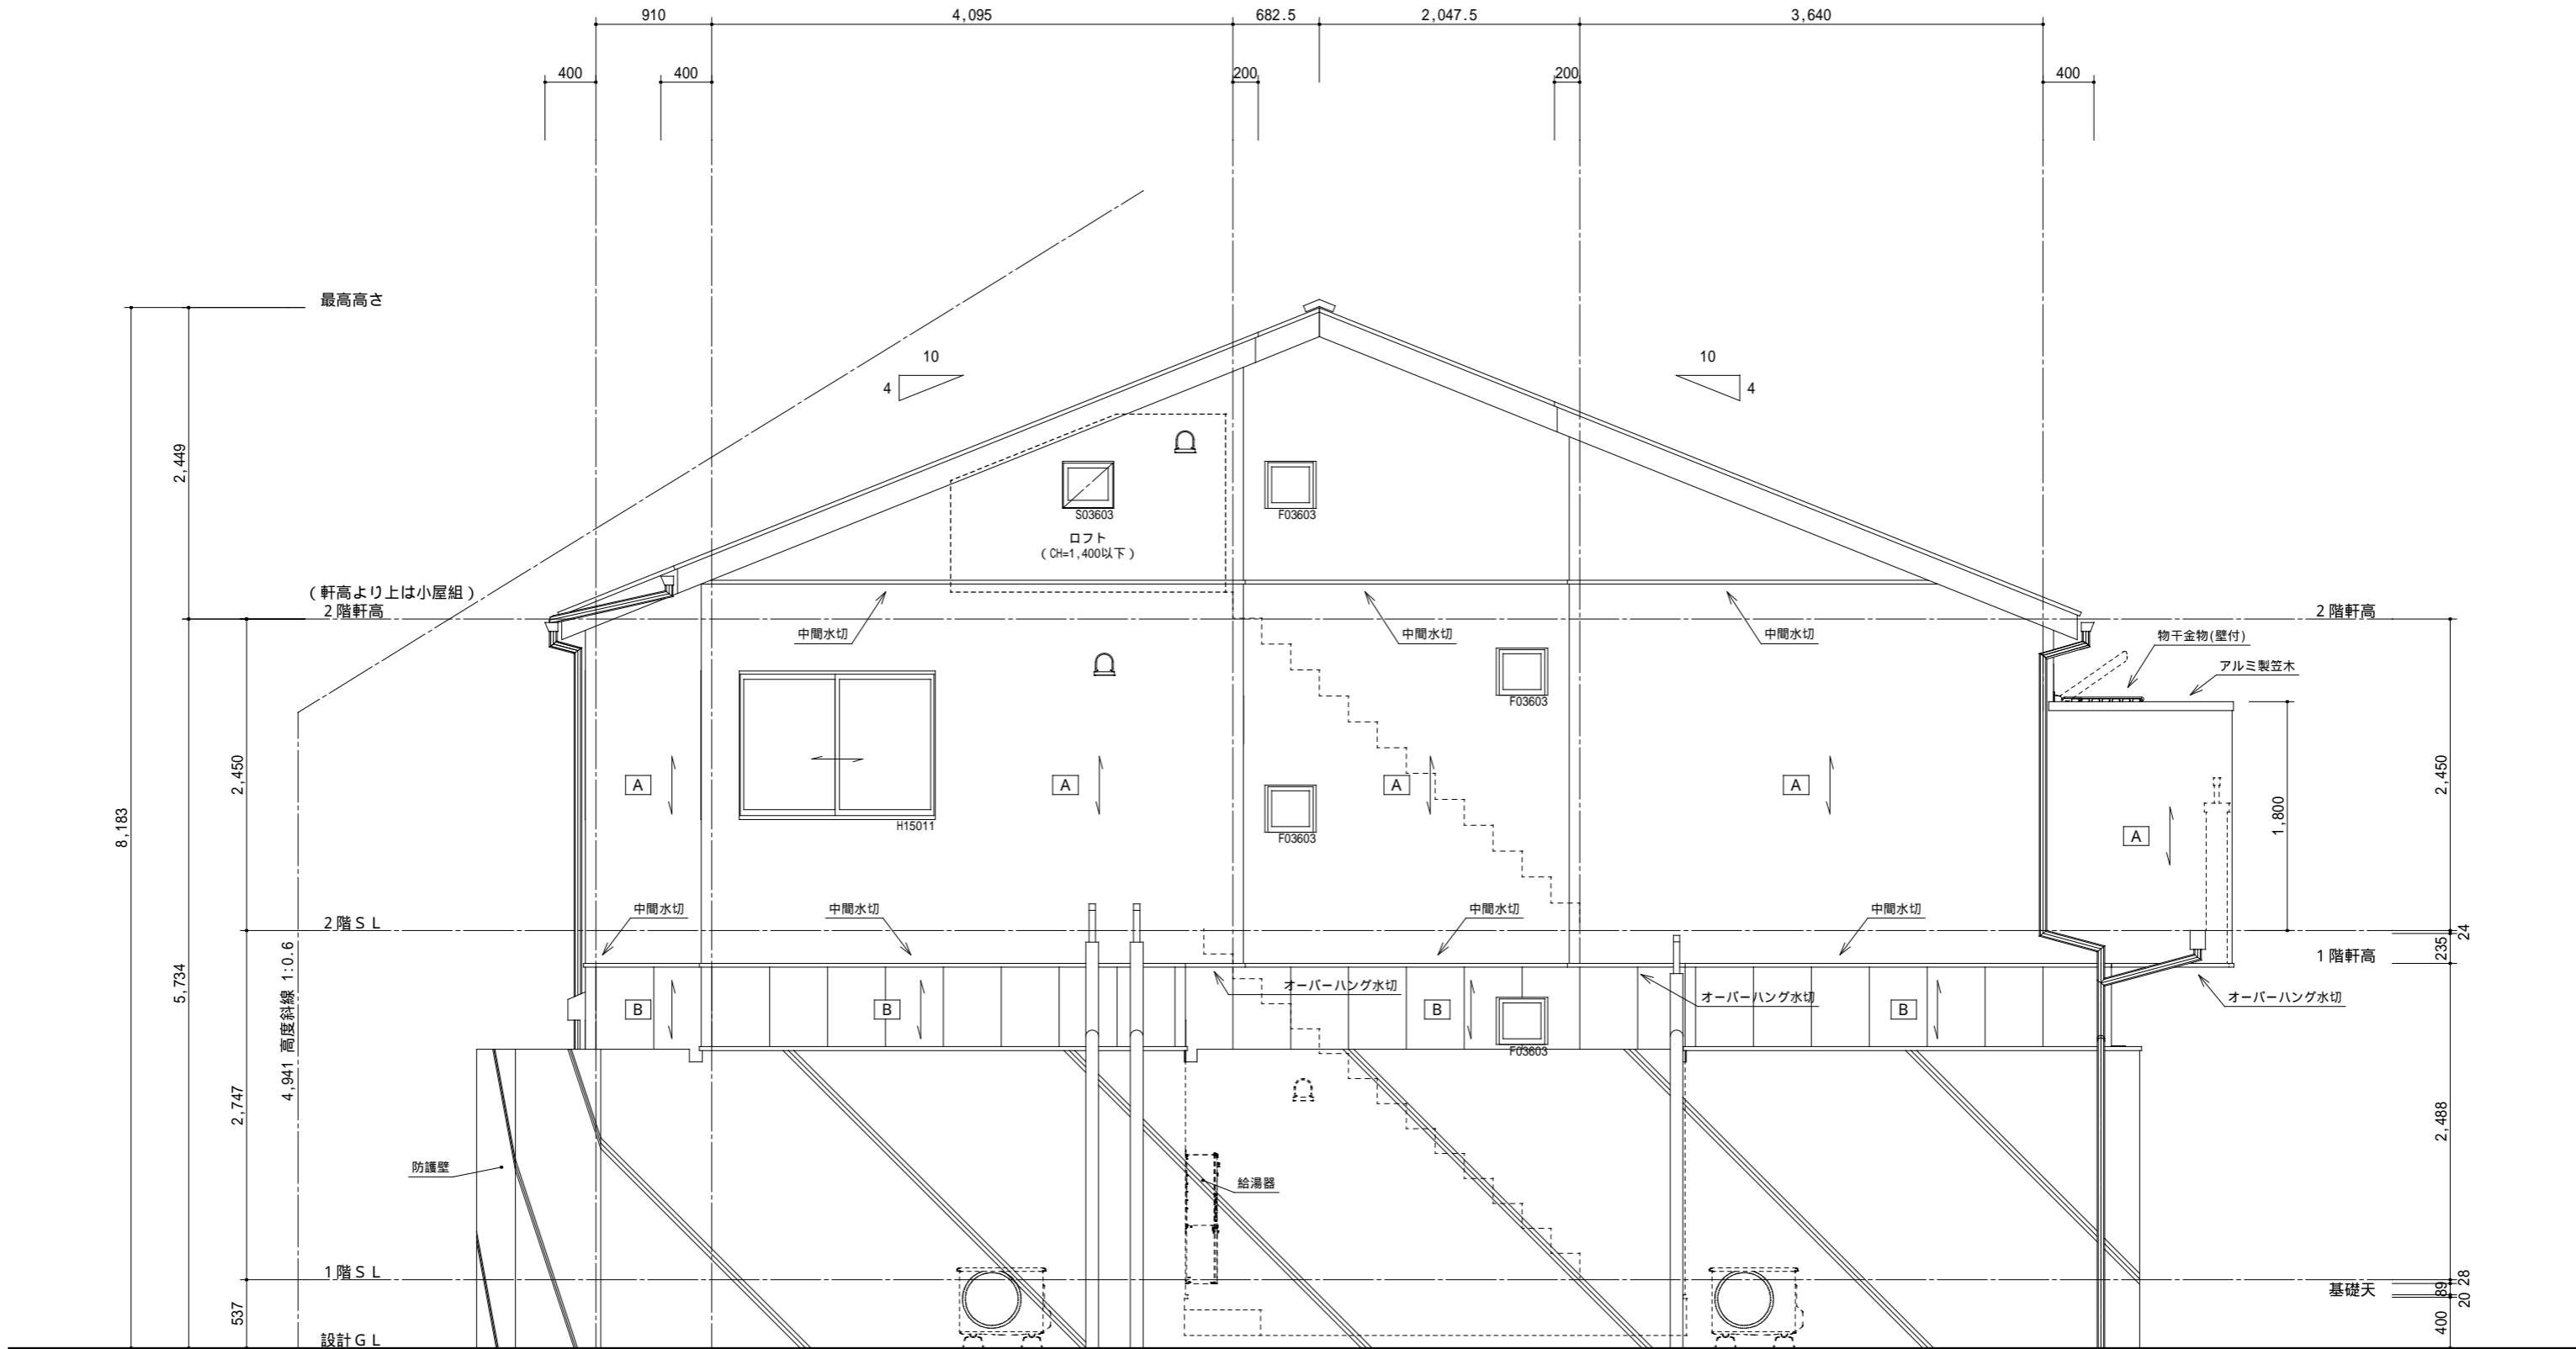 910
4,095
682.5
2,047.5
3,640
400
400
200
200
400
最高高さ
10
4
10
4
2,449
S03603
F03603
ロフト
(CH=1,400以下)
(軒高より上は小屋組)
2階軒高
2階軒高
中間水切
中間水切
中間水切
物干金物(壁付)
アルミ製笠木
F03603
2,450
8,183
A
A
A
A
2,450
1,800
H15011
F03603
A
中間水切
中間水切
中間水切
中間水切
2階SL
24
235
1階軒高
5,734
4,941 高度斜線 1:0.6
オーバーハング水切
オーバーハング水切
オーバーハング水切
B
B
B
B
F03603
2,747
2,488
防護壁
給湯器
1階SL
28
89
20
基礎天
537
400
設計GL